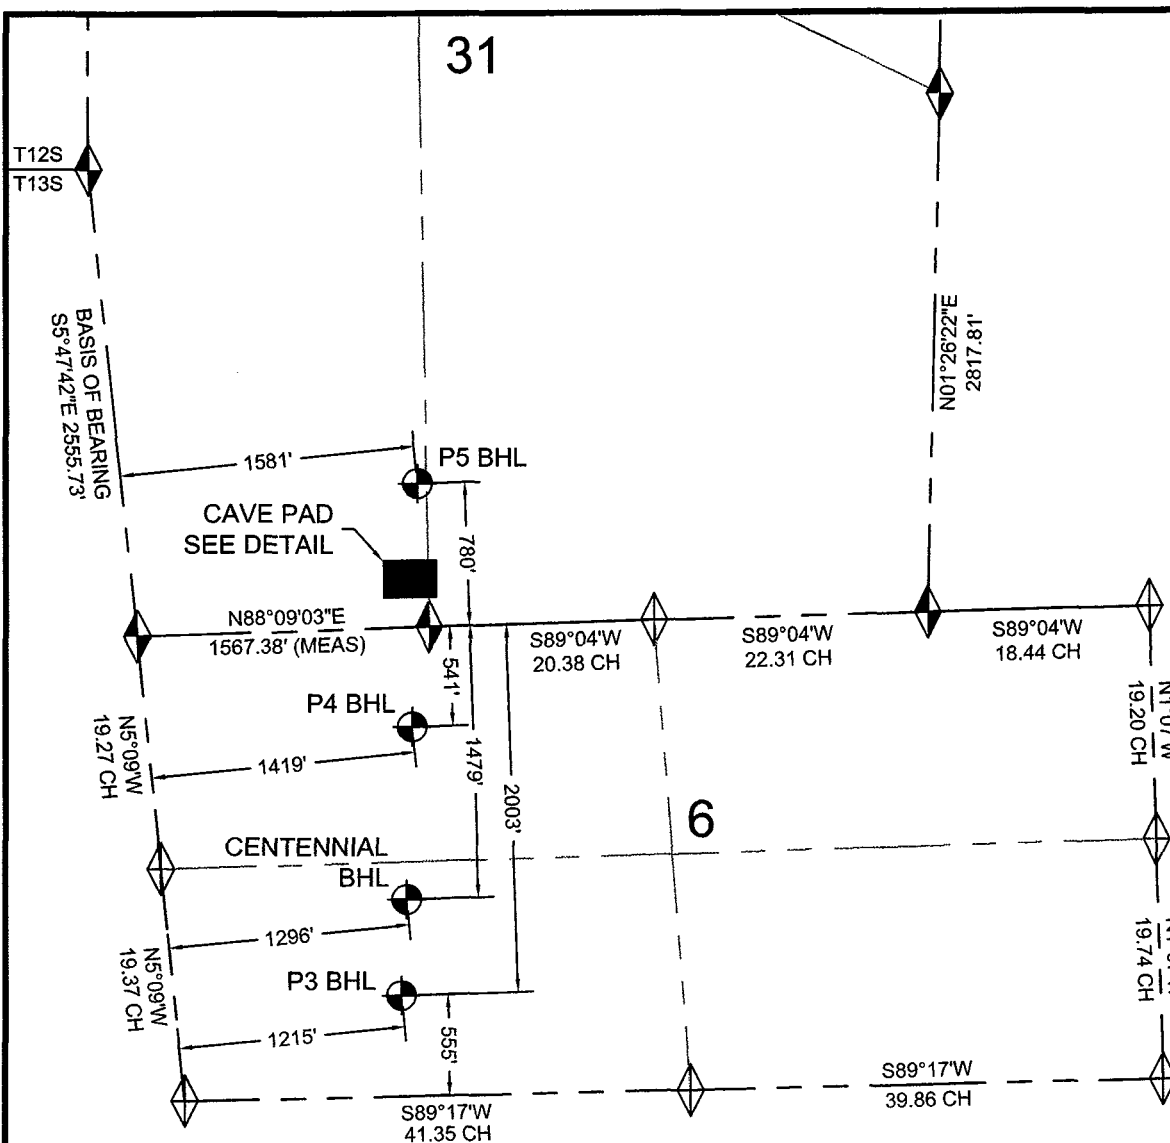 31
T12S
T13S
BASIS OF BEARING
S5°47'42"E 2555.73'
N01°26'22"E
2817.81'
1581'
P5 BHL
CAVE PAD
SEE DETAIL
780'
N88°09'03"E
1567.38' (MEAS)
S89°04'W
20.38 CH
S89°04'W
22.31 CH
S89°04'W
18.44 CH
541'
P4 BHL
N5°09'W
19.27 CH
1419'
1479'
2003'
19.20 CH
6
CENTENNIAL
BHL
1296'
N5°09'W
19.37 CH
P3 BHL
1215'
555'
19.74 CH
S89°17'W
41.35 CH
S89°17'W
39.86 CH